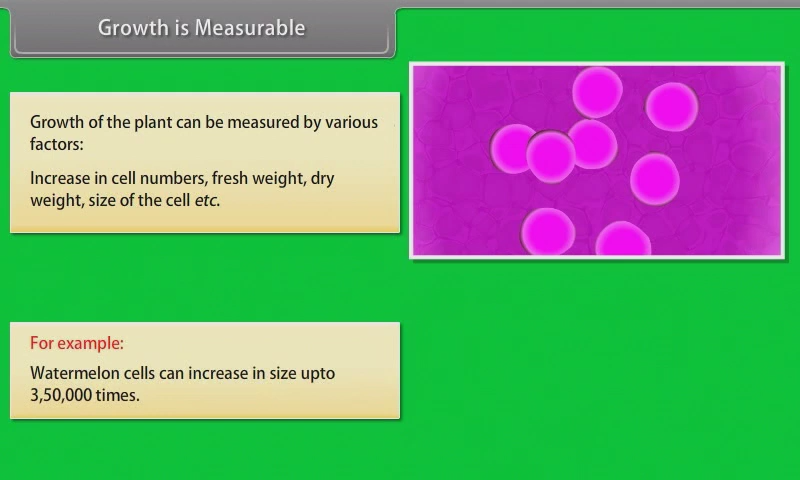 Growth is Measurable
Growth of the plant can be measured by various
factors:
Increase in cell numbers, fresh weight, dry
weight, size of the cell etc.
For example:
Watermelon cells can increase in size upto
3,50,000 times.